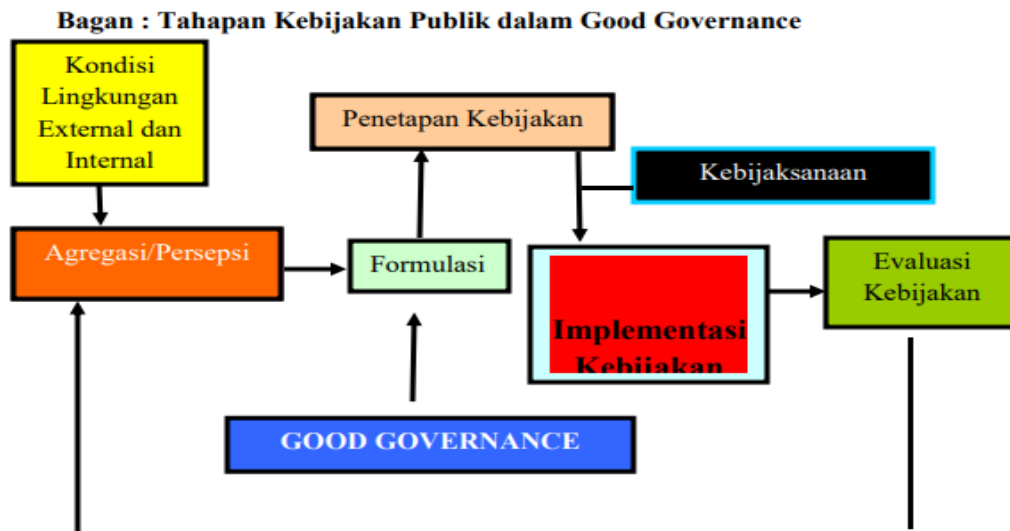 Bagan : Tahapan Kebijakan Publik dalam Good Governance
Kondisi
Lingkungan
External dan
Internal
Penetapan Kebijakan
Kebijaksanaan
Agregasi/Persepsi
Formulasi
Implementasi
Kebijakan
Evaluasi
Kebijakan
GOOD GOVERNANCE